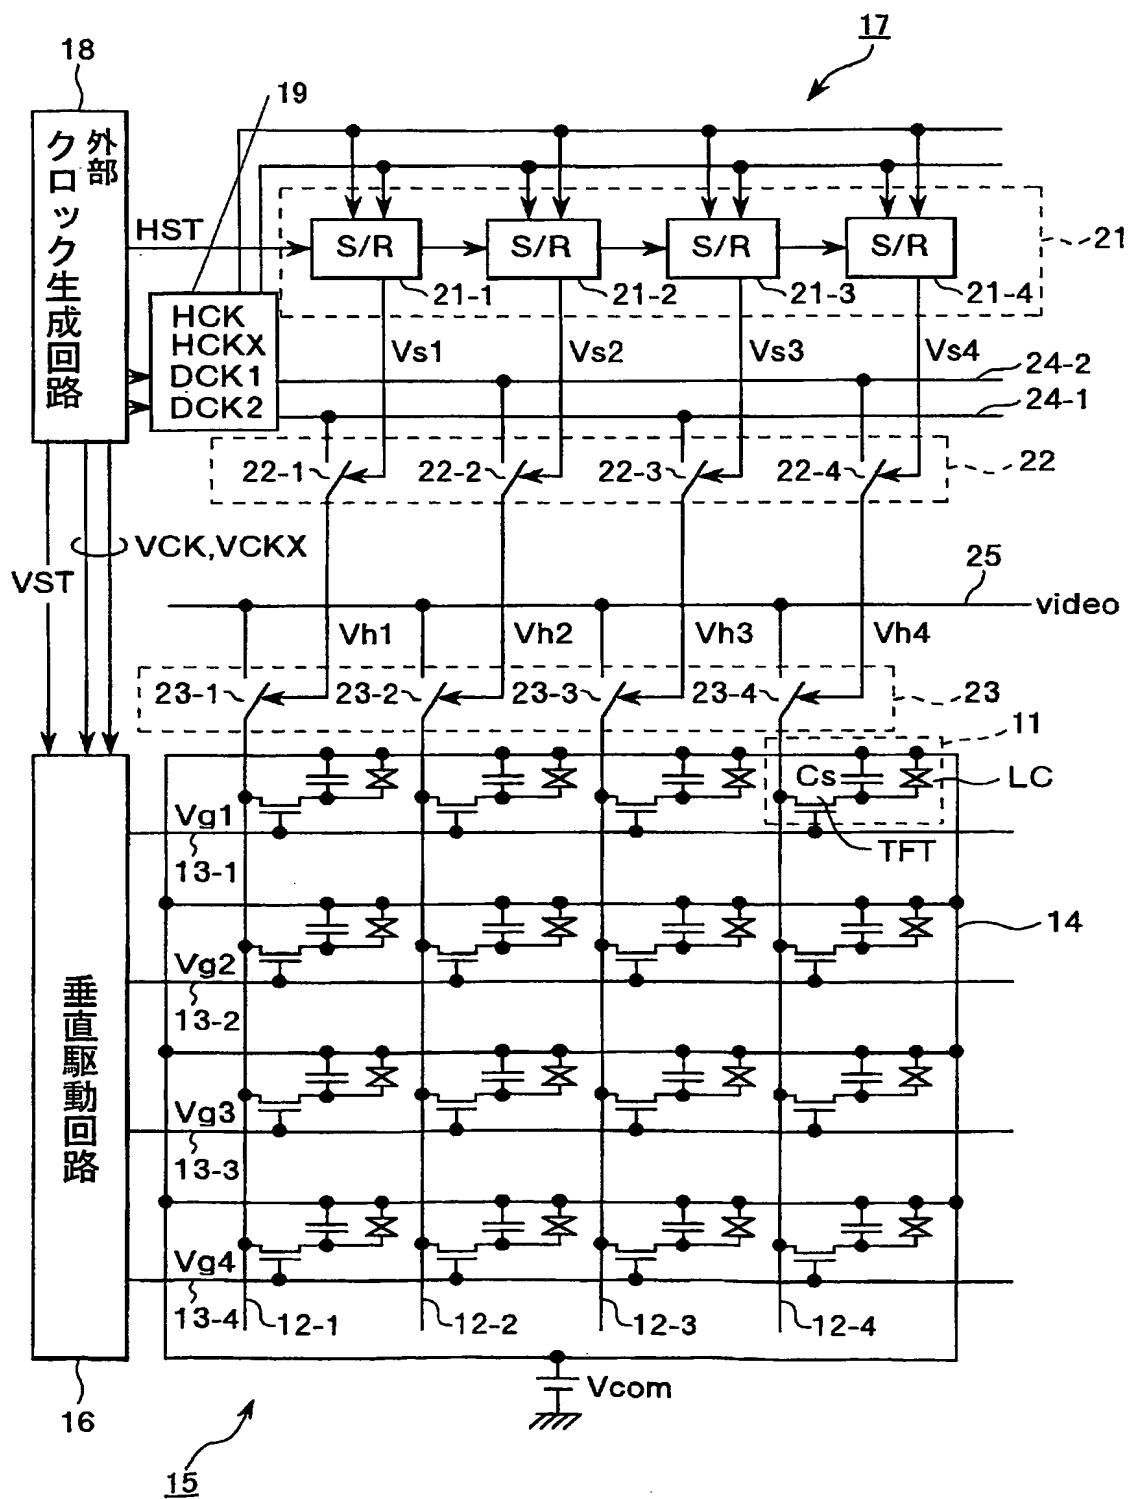 17
18
19
外部
クロック生成回路
HST
S/R
S/R
S/R
S/R
21
21-1
21-2
21-3
21-4
HCK
HCKX
DCK1
DCK2
Vs1
Vs2
Vs3
Vs4
24-2
24-1
22-1
22-2
22-3
22-4
22
VCK,VCKX
VST
25
video
Vh1
Vh2
Vh3
Vh4
23-1
23-2
23-3
23-4
23
11
Cs
LC
Vg1
13-1
TFT
14
Vg2
13-2
垂直駆動回路
Vg3
13-3
Vg4
13-4
12-1
12-2
12-3
12-4
Vcom
16
15